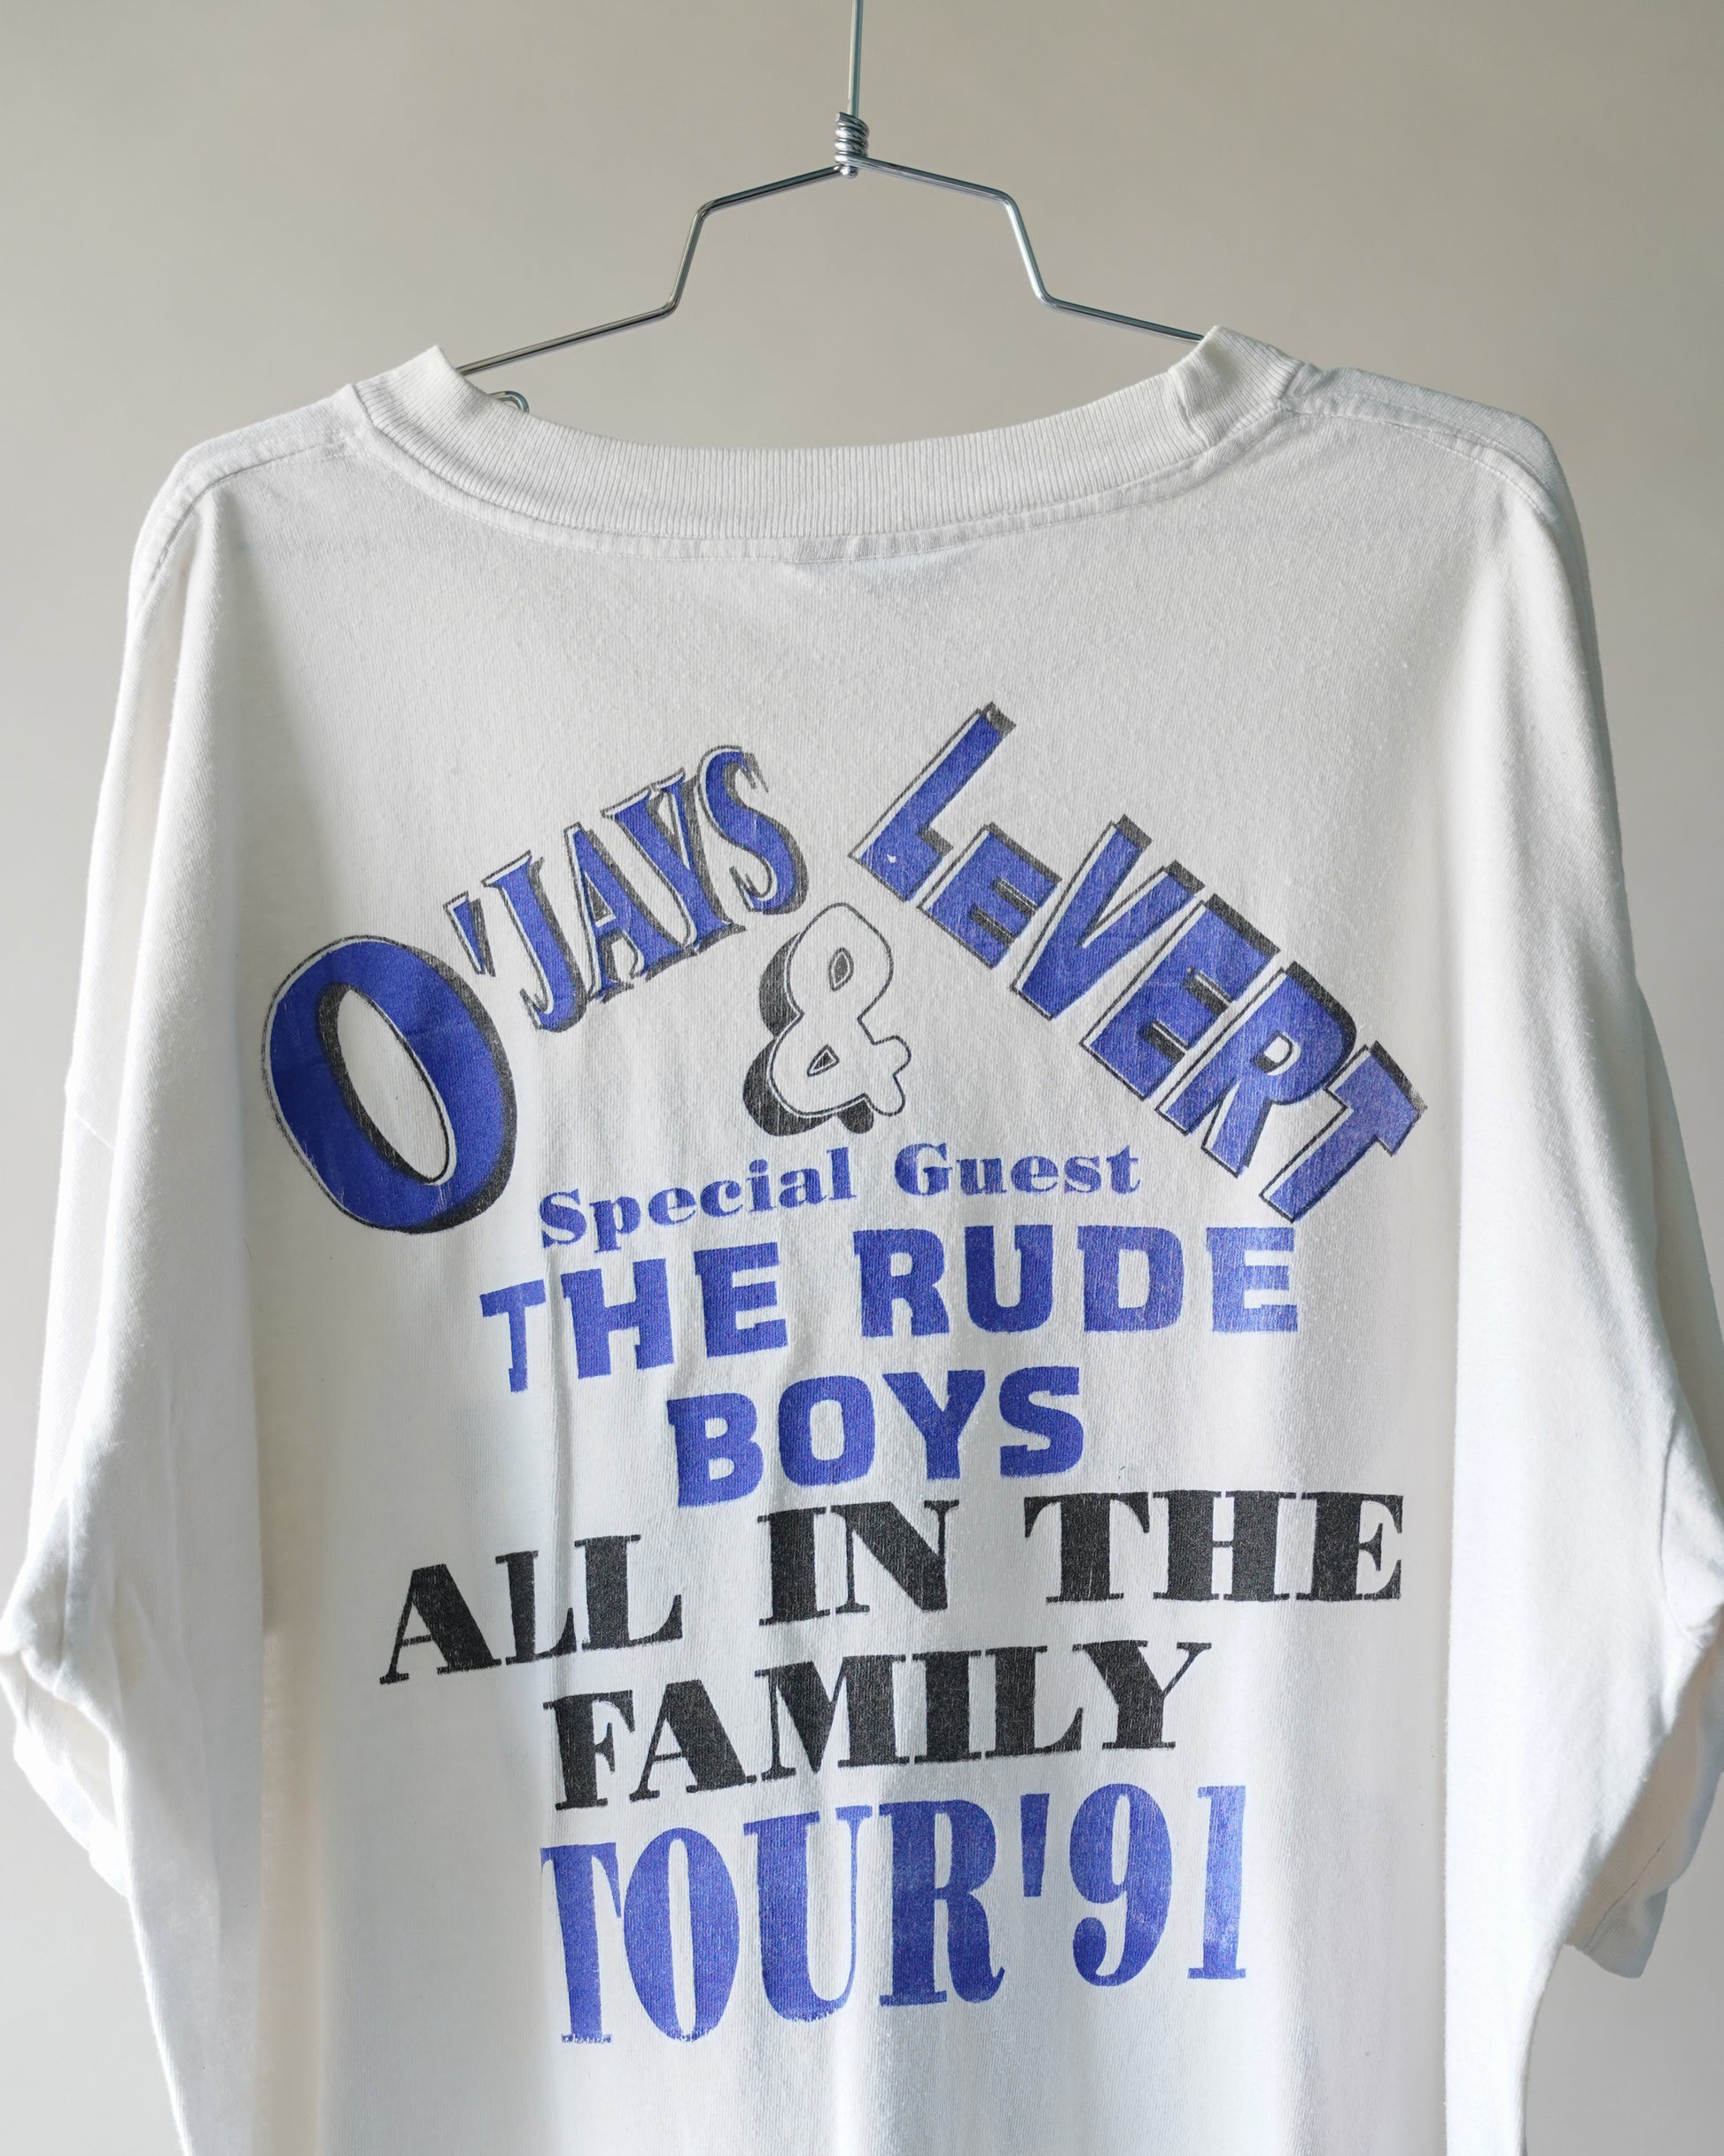 O'JAYS & LEVERT
Special Guest
THE RUDE
BOYS
ALL IN THE
FAMILY
TOUR'91